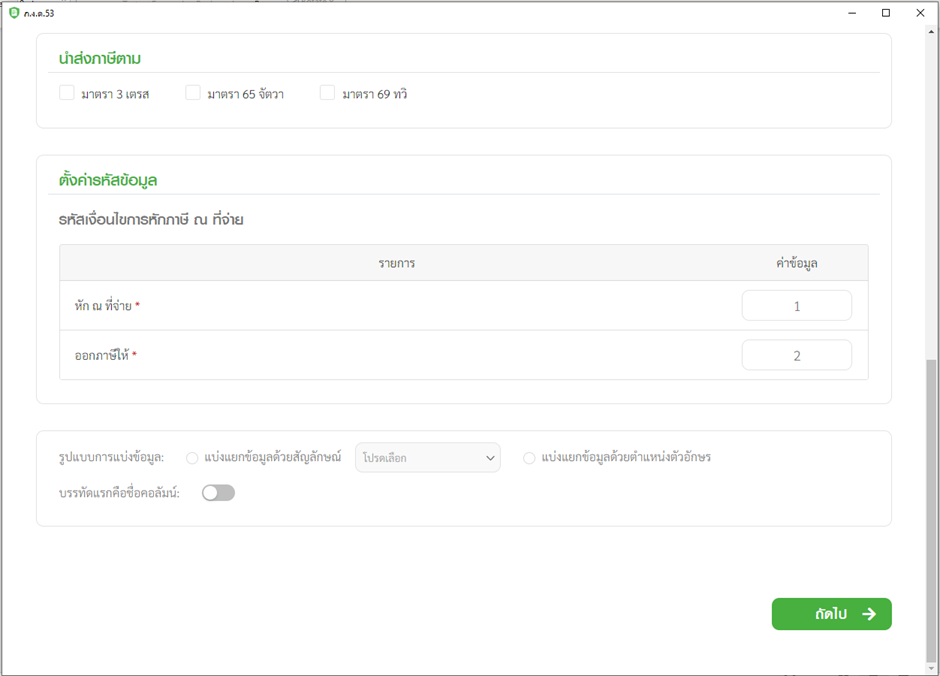 ภ.ง.ด.53
นำส่งภาษีตาม
มาตรา 3 เตรส มาตรา 65 จัตวา มาตรา 69 ทวิ
ตั้งค่ารหัสข้อมูล
รหัสเงื่อนไขการหักภาษี ณ ที่จ่าย
รายการ ค่าข้อมูล
หัก ณ ที่จ่าย * 1
ออกภาษีให้ * 2
รูปแบบการแบ่งข้อมูล: แบ่งแยกข้อมูลด้วยสัญลักษณ์ โปรดเลือก แบ่งแยกข้อมูลด้วยตำแหน่งตัวอักษร
บรรทัดแรกคือชื่อคอลัมน์:
ถัดไป